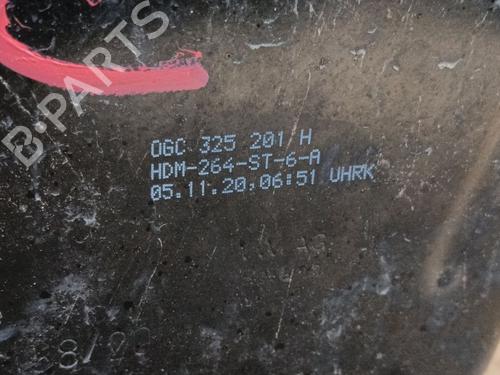 B-PARTS
0GC 325 201 H
HDM-264-ST-6-A
05.11.20,06:51 UHRK